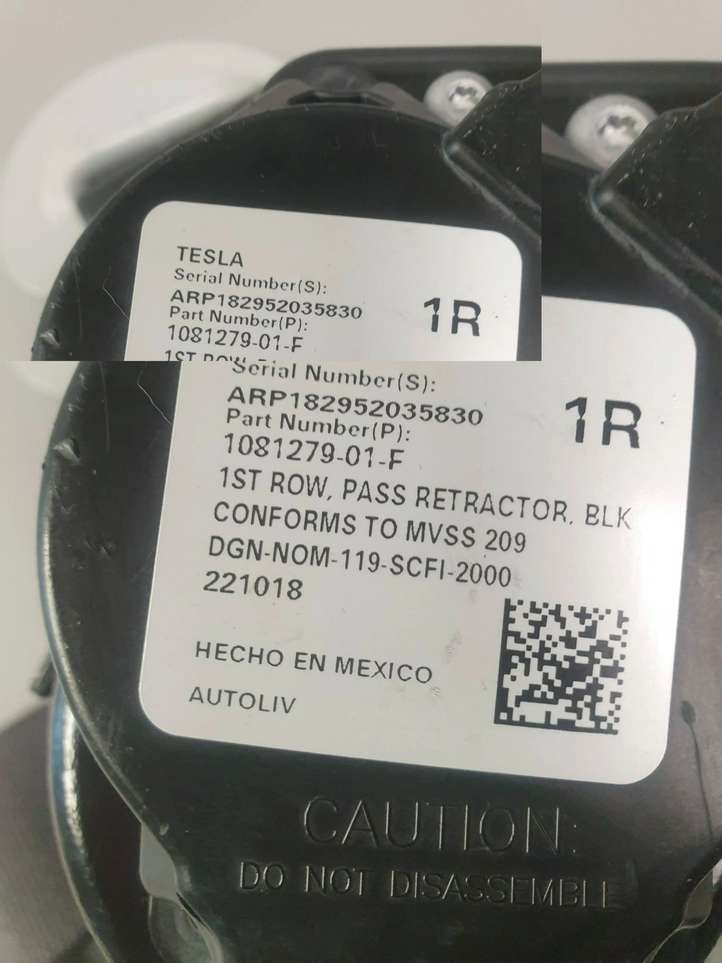 TESLA
Serial Number(S):
ARP182952035830
Part Number(P):
1081279-01-F
1R
Serial Number(S):
ARP182952035830
Part Number(P):
1081279-01-F
1R
1ST ROW, PASS RETRACTOR, BLK
CONFORMS TO MVSS 209
DGN-NOM-119-SCFI-2000
221018
HECHO EN MEXICO
AUTOLIV
CAUTION:
DO NOT DISASSEMBLE